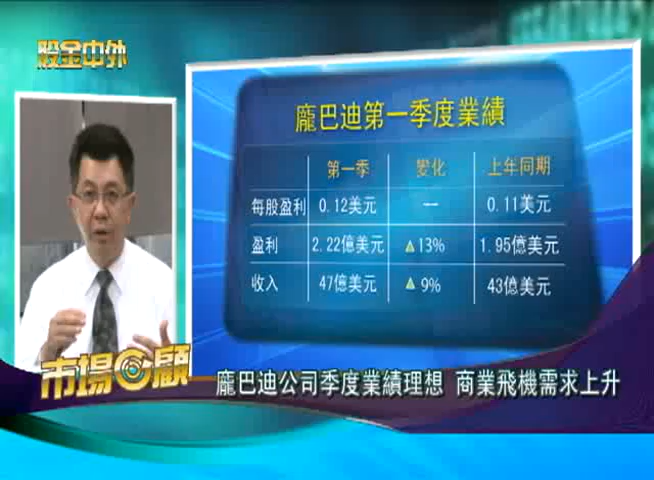 股金中外
龐巴迪第一季度業績
第一季 變化 上年同期
每股盈利 0.12美元 — 0.11美元
盈利 2.22億美元 ▲13% 1.95億美元
收入 47億美元 ▲9% 43億美元
市場回顧
龐巴迪公司季度業績理想 商業飛機需求上升